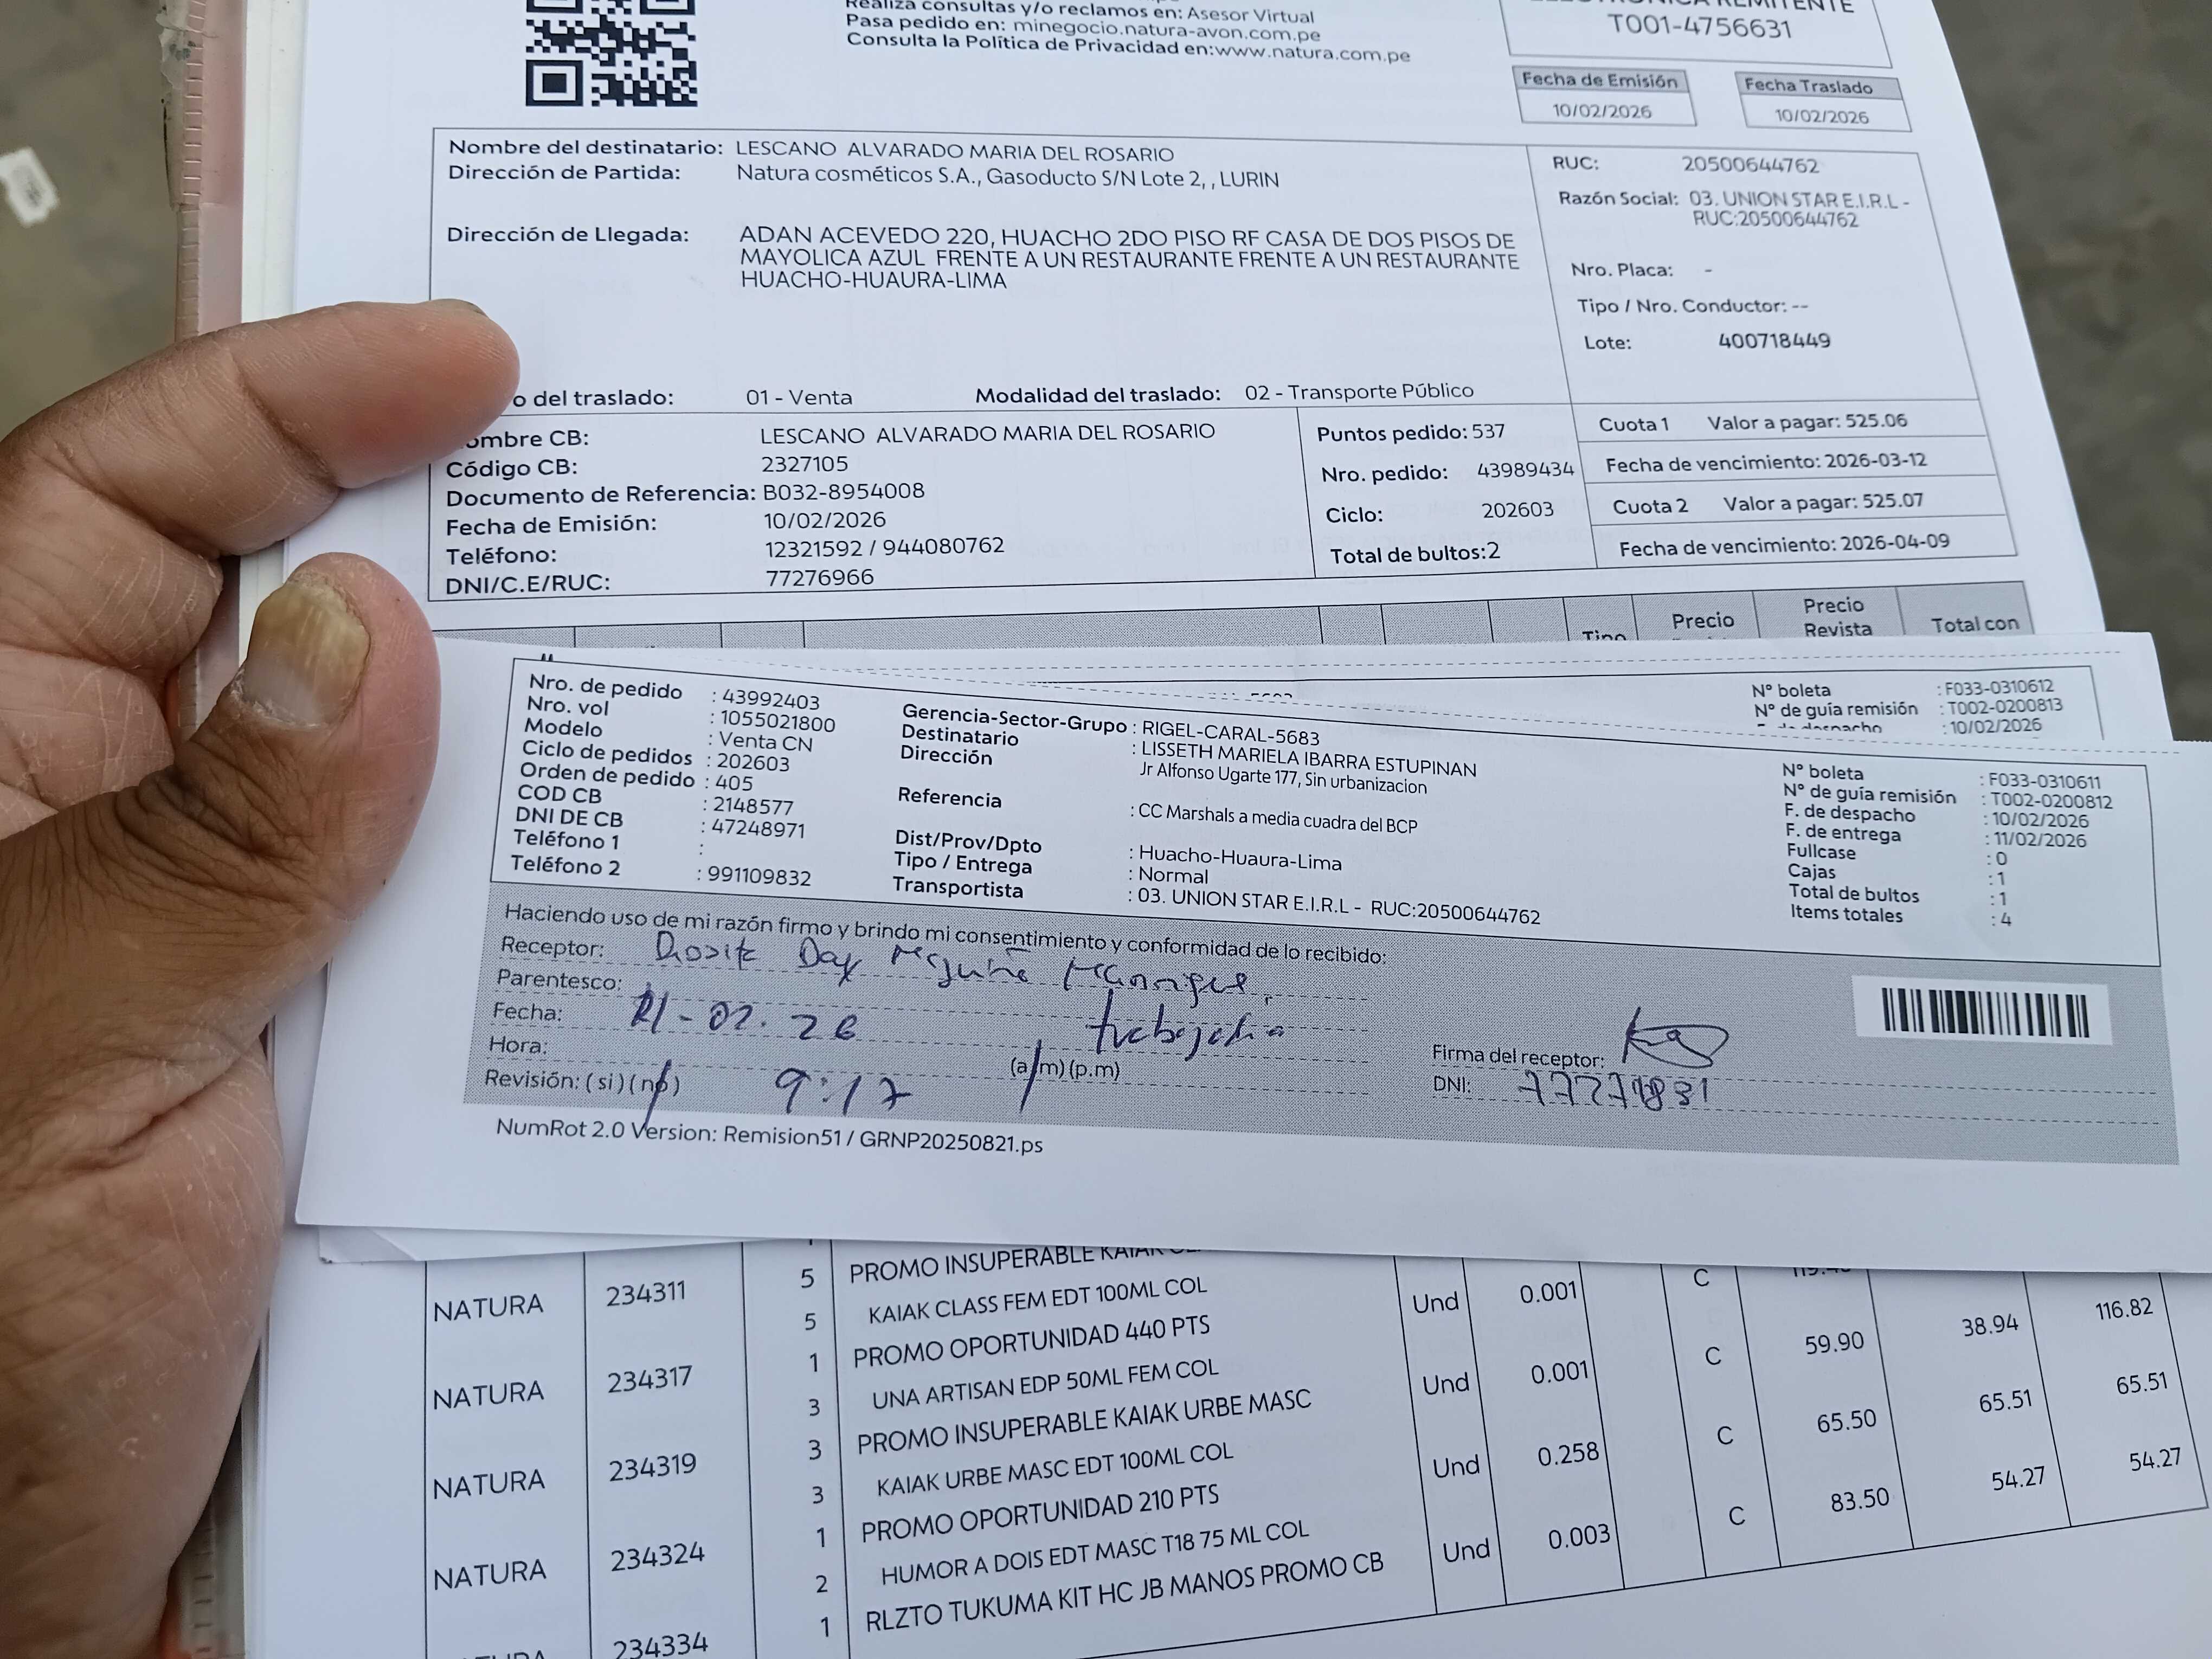 Realiza consultas y/o reclamos en: Asesor Virtual
Pasa pedido en: minegocio.natura-avon.com.pe
Consulta la Política de Privacidad en:www.natura.com.pe
REMITENTE
T001-4756631
Fecha de Emisión
10/02/2026
Fecha Traslado
10/02/2026
Nombre del destinatario: LESCANO ALVARADO MARIA DEL ROSARIO
Dirección de Partida: Natura cosméticos S.A., Gasoducto S/N Lote 2, , LURIN
Dirección de Llegada: ADAN ACEVEDO 220, HUACHO 2DO PISO RF CASA DE DOS PISOS DE
MAYOLICA AZUL FRENTE A UN RESTAURANTE FRENTE A UN RESTAURANTE
HUACHO-HUAURA-LIMA
RUC: 20500644762
Razón Social: 03. UNION STAR E.I.R.L -
RUC:20500644762
Nro. Placa: -
Tipo / Nro. Conductor: --
Lote: 400718449
o del traslado: 01 - Venta Modalidad del traslado: 02 - Transporte Público
ombre CB: LESCANO ALVARADO MARIA DEL ROSARIO
Código CB: 2327105
Documento de Referencia: B032-8954008
Fecha de Emisión: 10/02/2026
Teléfono: 12321592 / 944080762
DNI/C.E/RUC: 77276966
Puntos pedido: 537
Nro. pedido: 43989434
Ciclo: 202603
Total de bultos:2
Cuota 1 Valor a pagar: 525.06
Fecha de vencimiento: 2026-03-12
Cuota 2 Valor a pagar: 525.07
Fecha de vencimiento: 2026-04-09
Tipo
Precio
Precio
Revista
Total con
N° boleta : F033-0310612
N° de guía remisión : T002-0200813
: 10/02/2026
Nro. de pedido : 43992403
Nro. vol : 1055021800
Modelo : Venta CN
Ciclo de pedidos : 202603
Orden de pedido : 405
COD CB : 2148577
DNI DE CB : 47248971
Teléfono 1 :
Teléfono 2 : 991109832
Gerencia-Sector-Grupo : RIGEL-CARAL-5683
Destinatario : LISSETH MARIELA IBARRA ESTUPINAN
Dirección Jr Alfonso Ugarte 177, Sin urbanizacion
Referencia : CC Marshals a media cuadra del BCP
Dist/Prov/Dpto : Huacho-Huaura-Lima
Tipo / Entrega : Normal
Transportista : 03. UNION STAR E.I.R.L - RUC:20500644762
N° boleta : F033-0310611
N° de guía remisión : T002-0200812
F. de despacho : 10/02/2026
F. de entrega : 11/02/2026
Fullcase : 0
Cajas : 1
Total de bultos : 1
Items totales : 4
Haciendo uso de mi razón firmo y brindo mi consentimiento y conformidad de lo recibido:
Receptor:
Parentesco:
Fecha:
Hora: 9:17 (a.m) (p.m)
Revisión: ( si ) ( no )
Firma del receptor:
DNI:
NumRot 2.0 Version: Remision51 / GRNP20250821.ps
5 PROMO INSUPERABLE KAIAK
NATURA 234311 5 KAIAK CLASS FEM EDT 100ML COL Und 0.001 C
1 PROMO OPORTUNIDAD 440 PTS
NATURA 234317 3 UNA ARTISAN EDP 50ML FEM COL Und 0.001 C 59.90 38.94 116.82
3 PROMO INSUPERABLE KAIAK URBE MASC
NATURA 234319 3 KAIAK URBE MASC EDT 100ML COL Und 0.258 C 65.50 65.51 65.51
1 PROMO OPORTUNIDAD 210 PTS
NATURA 234324 2 HUMOR A DOIS EDT MASC T18 75 ML COL Und 0.003 C 83.50 54.27 54.27
234334 1 RLZTO TUKUMA KIT HC JB MANOS PROMO CB